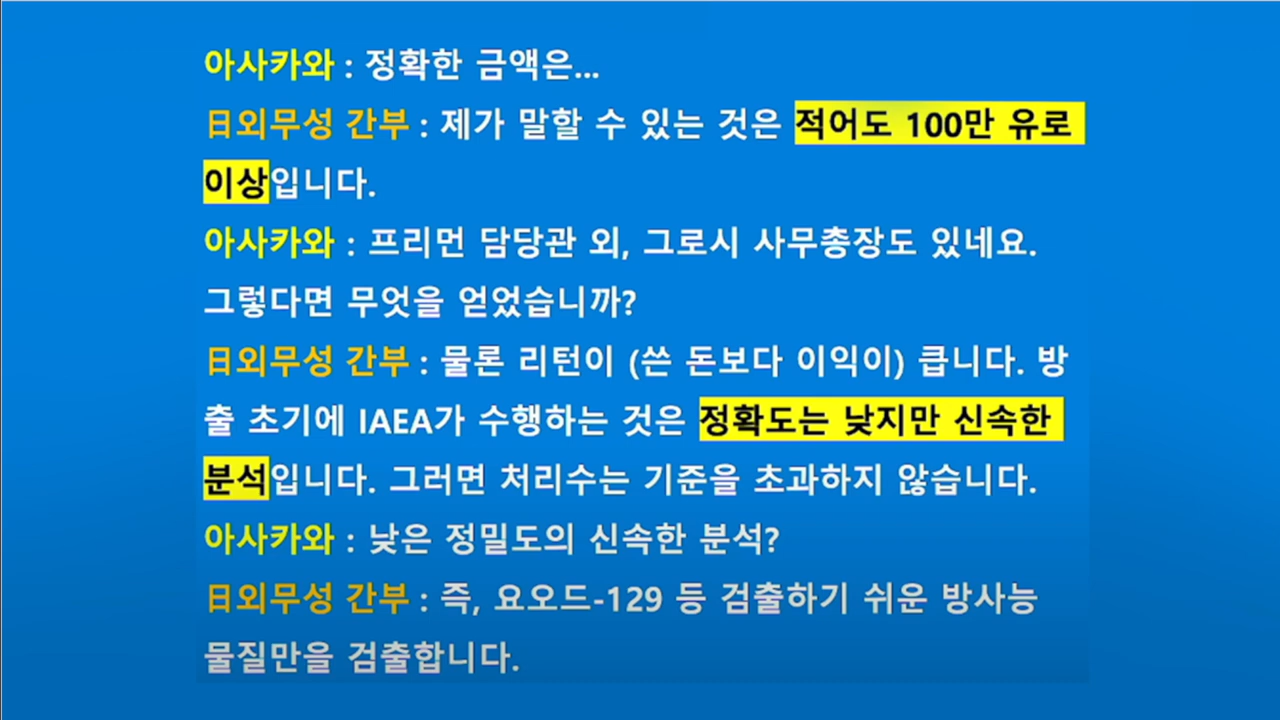 아사카와 : 정확한 금액은...
日외무성 간부 : 제가 말할 수 있는 것은 적어도 100만 유로
이상입니다.
아사카와 : 프리먼 담당관 외, 그로시 사무총장도 있네요.
그렇다면 무엇을 얻었습니까?
日외무성 간부 : 물론 리턴이 (쓴 돈보다 이익이) 큽니다. 방
출 초기에 IAEA가 수행하는 것은 정확도는 낮지만 신속한
분석입니다. 그러면 처리수는 기준을 초과하지 않습니다.
아사카와 : 낮은 정밀도의 신속한 분석?
日외무성 간부 : 즉, 요오드-129 등 검출하기 쉬운 방사능
물질만을 검출합니다.